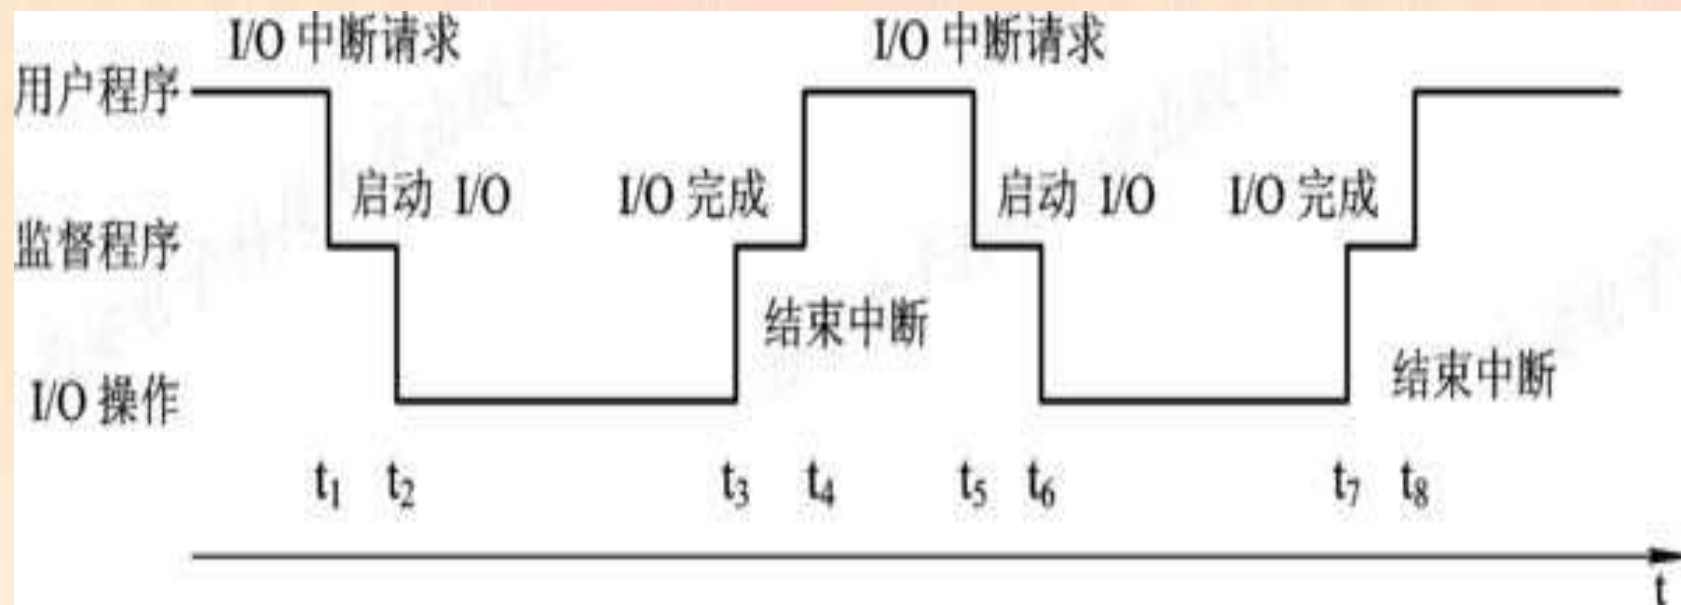 I/O 中断请求 I/O 中断请求
用户程序
启动 I/O I/O 完成 启动 I/O I/O 完成
监督程序
结束中断
结束中断
I/O 操作
t1 t2 t3 t4 t5 t6 t7 t8
t